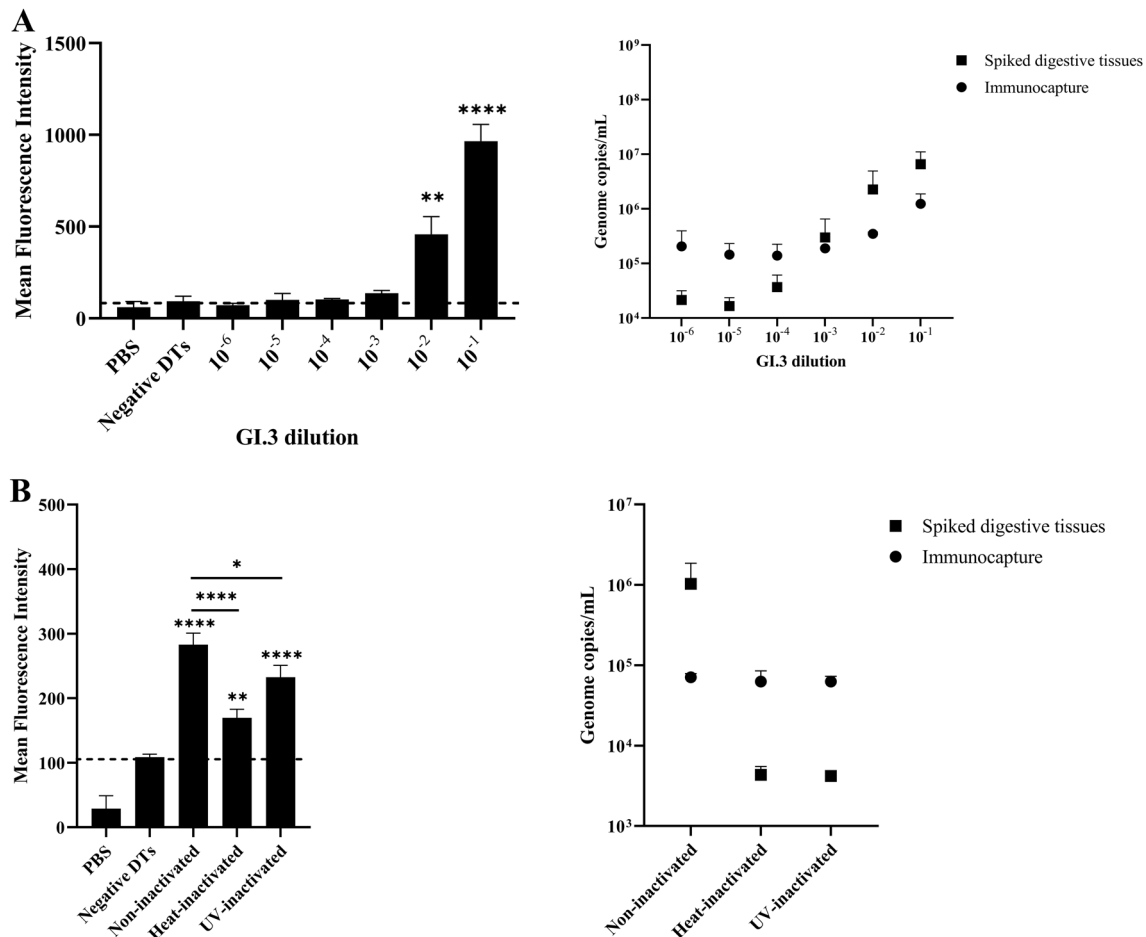 A
Mean Fluorescence Intensity
1500
1000
500
0
****
**
PBS
Negative DTs
10-6
10-5
10-4
10-3
10-2
10-1
GI.3 dilution
Genome copies/mL
10⁹
10⁸
10⁷
10⁶
10⁵
10⁴
10-6
10-5
10-4
10-3
10-2
10-1
GI.3 dilution
Spiked digestive tissues
Immunocapture
B
Mean Fluorescence Intensity
500
400
300
200
100
0
*
****
****
**
****
PBS
Negative DTs
Non-inactivated
Heat-inactivated
UV-inactivated
Genome copies/mL
10⁷
10⁶
10⁵
10⁴
10³
Non-inactivated
Heat-inactivated
UV-inactivated
Spiked digestive tissues
Immunocapture